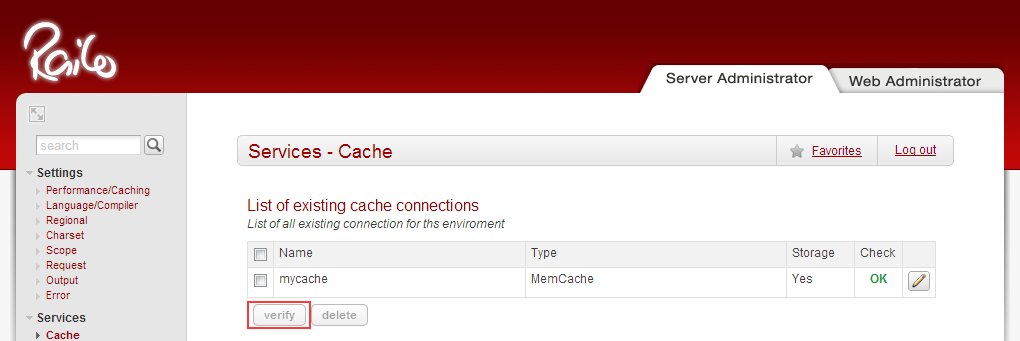 Railo
Server Administrator
Web Administrator
search
Settings
Performance/Caching
Language/Compiler
Regional
Charset
Scope
Request
Output
Error
Services
Cache
Services - Cache
Favorites
Log out
List of existing cache connections
List of all existing connection for ths enviroment
Name Type Storage Check
mycache MemCache Yes OK
verify delete